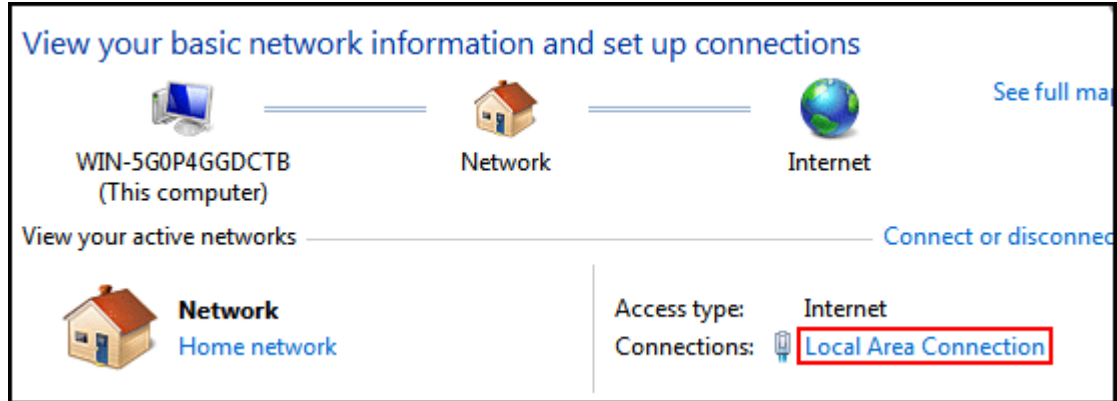 View your basic network information and set up connections
See full map
WIN-5G0P4GGDCTB
(This computer)
Network
Internet
View your active networks
Connect or disconnec
Network
Home network
Access type: Internet
Connections: Local Area Connection